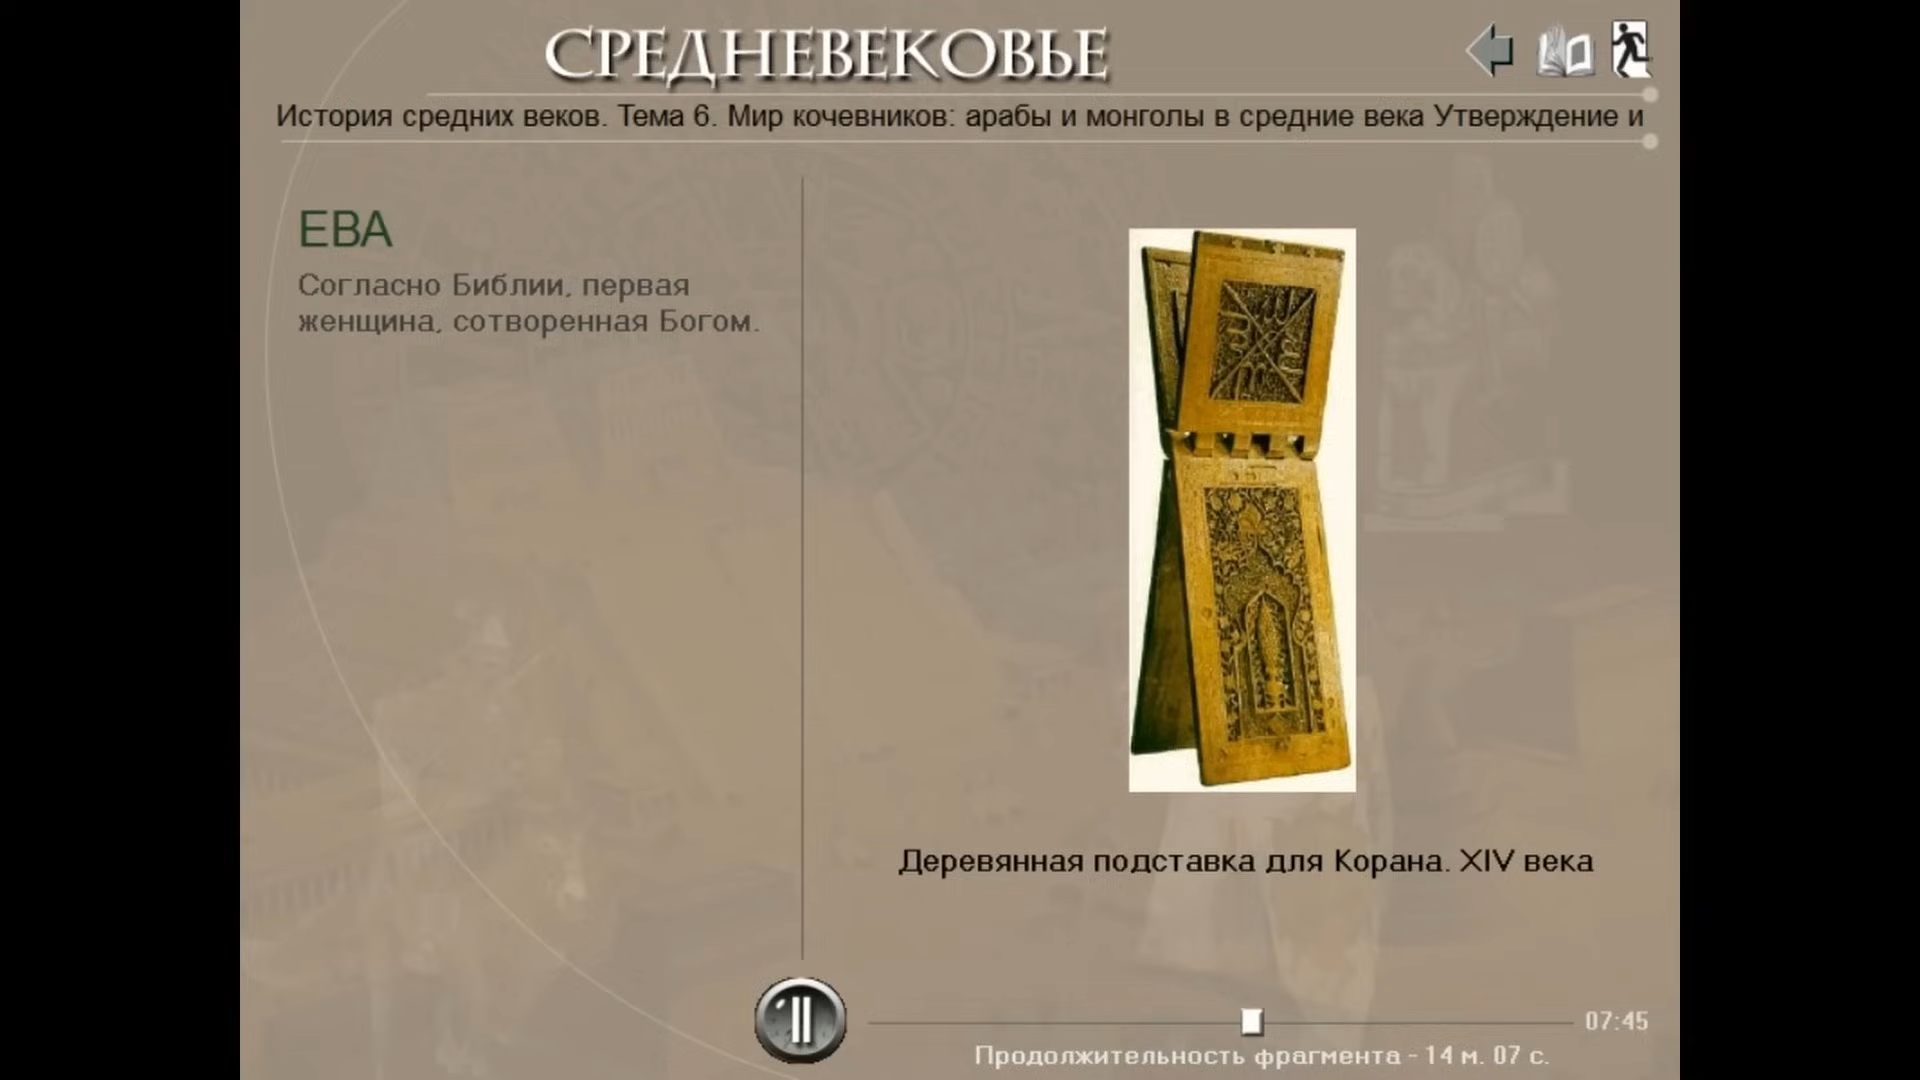 СРЕДНЕВЕКОВЬЕ
История средних веков. Тема 6. Мир кочевников: арабы и монголы в средние века Утверждение и
ЕВА
Согласно Библии, первая
женщина, сотворенная Богом.
Деревянная подставка для Корана. XIV века
07:45
Продолжительность фрагмента - 14 м. 07 с.